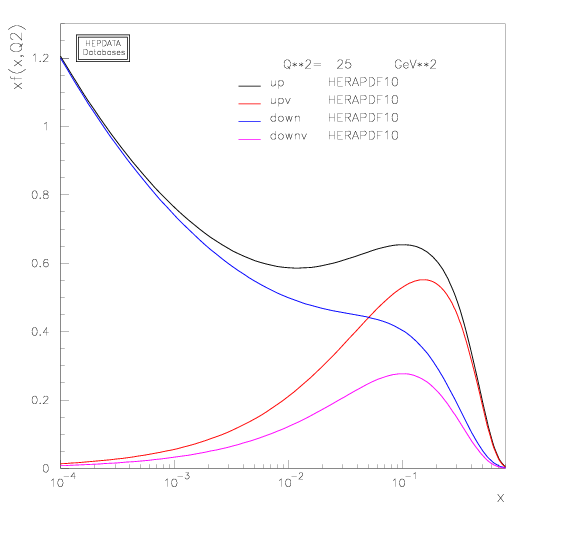 xf(x,Q2)
HEPDATA
Databases
Q**2= 25 GeV**2
up HERAPDF10
upv HERAPDF10
down HERAPDF10
downv HERAPDF10
1.2
1
0.8
0.6
0.4
0.2
0
10⁻⁴ 10⁻³ 10⁻² 10⁻¹
x